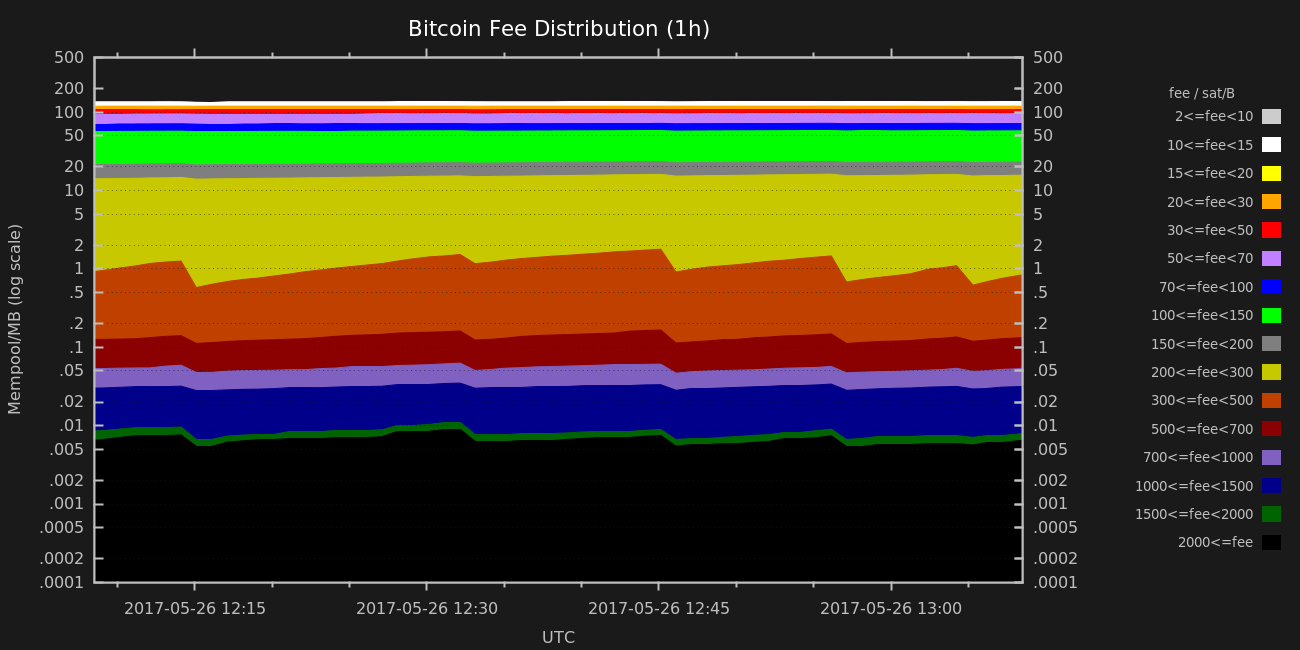 Bitcoin Fee Distribution (1h)
500
200
100
50
20
10
5
2
1
.5
.2
.1
.05
.02
.01
.005
.002
.001
.0005
.0002
.0001
Mempool/MB (log scale)
500
200
100
50
20
10
5
2
1
.5
.2
.1
.05
.02
.01
.005
.002
.001
.0005
.0002
.0001
2017-05-26 12:15
2017-05-26 12:30
2017-05-26 12:45
2017-05-26 13:00
UTC
fee / sat/B
2<=fee<10
10<=fee<15
15<=fee<20
20<=fee<30
30<=fee<50
50<=fee<70
70<=fee<100
100<=fee<150
150<=fee<200
200<=fee<300
300<=fee<500
500<=fee<700
700<=fee<1000
1000<=fee<1500
1500<=fee<2000
2000<=fee